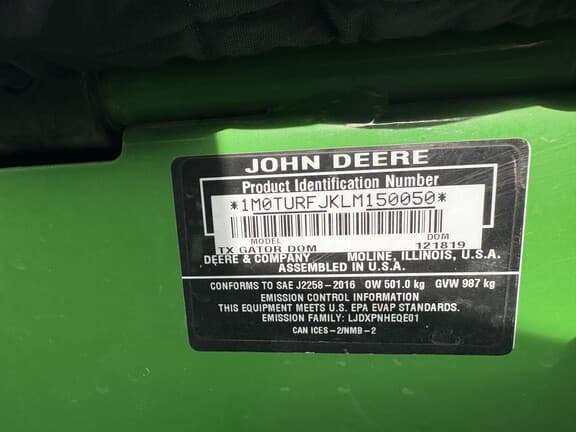 JOHN DEERE
Product Identification Number
*1M0TURFJKLM150050*
MODEL DOM
TX GATOR DOM 121819
DEERE & COMPANY MOLINE, ILLINOIS, U.S.A.
ASSEMBLED IN U.S.A.
CONFORMS TO SAE J2258-2016 OW 501.0 kg GVW 987 kg
EMISSION CONTROL INFORMATION
THIS EQUIPMENT MEETS U.S. EPA EVAP STANDARDS.
EMISSION FAMILY: LJDXPNHEQE01
CAN ICES-2/NMB-2